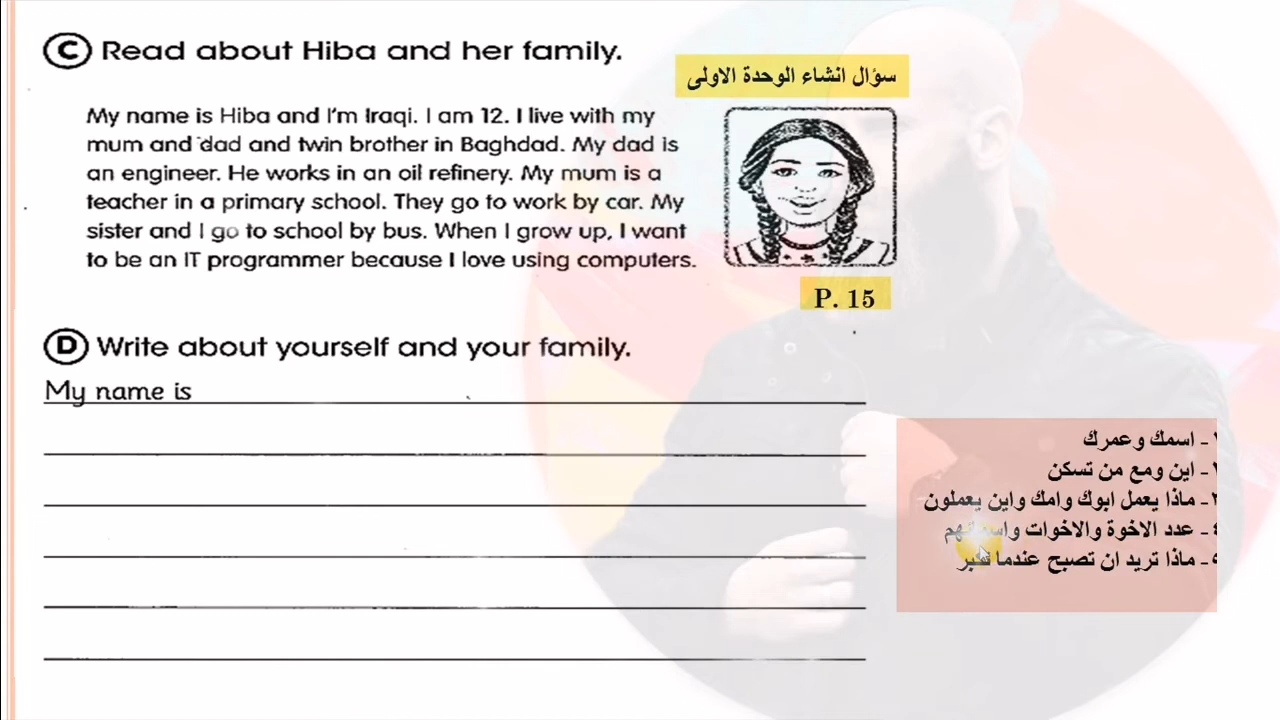 C Read about Hiba and her family.
سؤال انشاء الوحدة الاولى
My name is Hiba and I'm Iraqi. I am 12. I live with my
mum and dad and twin brother in Baghdad. My dad is
an engineer. He works in an oil refinery. My mum is a
teacher in a primary school. They go to work by car. My
sister and I go to school by bus. When I grow up, I want
to be an IT programmer because I love using computers.
P. 15
D Write about yourself and your family.
My name is
١- اسمك وعمرك
٢- اين ومع من تسكن
٣- ماذا يعمل ابوك وامك واين يعملون
٤- عدد الاخوة والاخوات
٥- ماذا تريد ان تصبح عندما تكبر